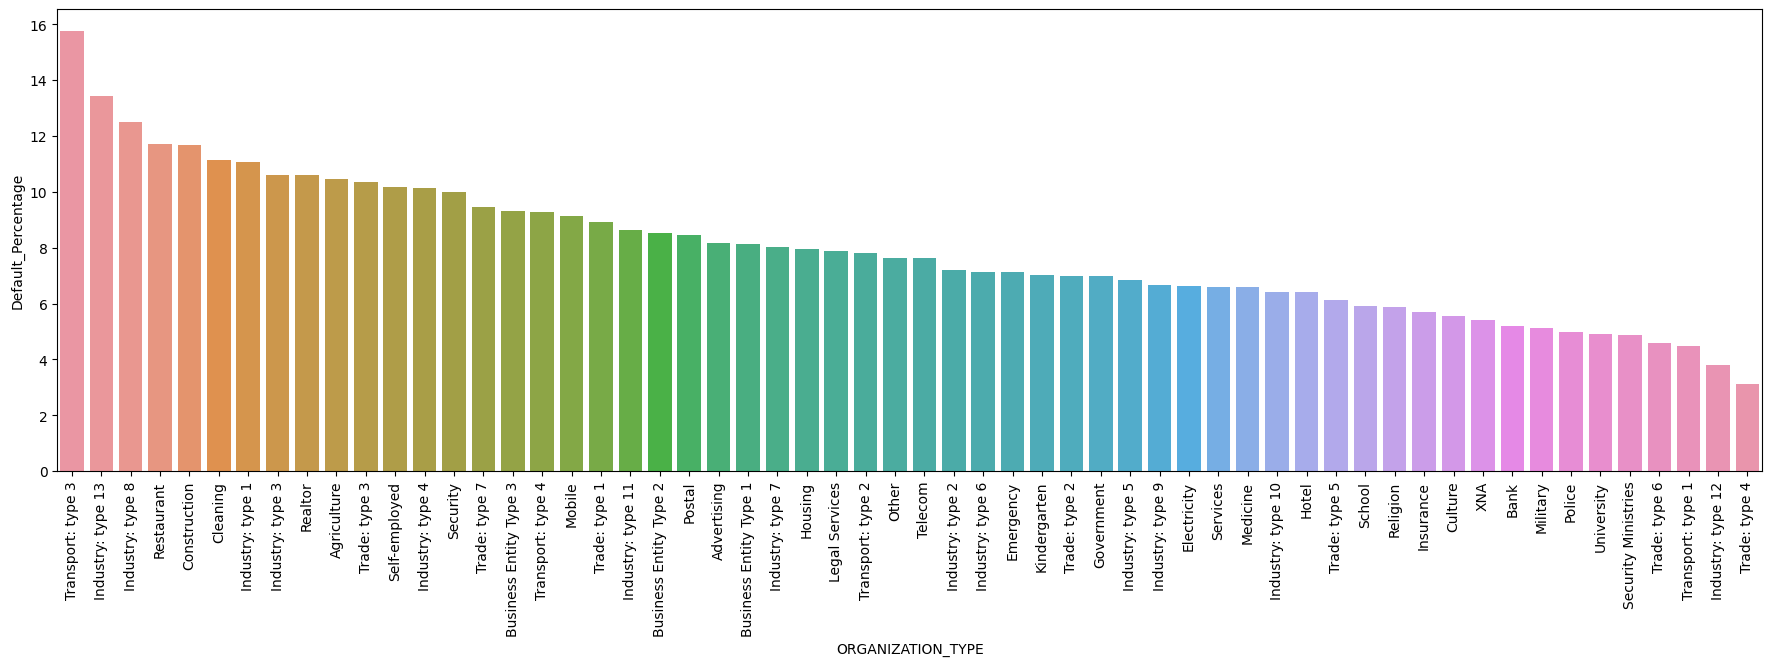 16
14
12
10
8
6
4
2
0
Default_Percentage
Transport: type 3
Industry: type 13
Industry: type 8
Restaurant
Construction
Cleaning
Industry: type 1
Industry: type 3
Realtor
Agriculture
Trade: type 3
Self-employed
Industry: type 4
Security
Trade: type 7
Business Entity Type 3
Transport: type 4
Mobile
Trade: type 1
Industry: type 11
Business Entity Type 2
Postal
Advertising
Business Entity Type 1
Industry: type 7
Housing
Legal Services
Transport: type 2
Other
Telecom
Industry: type 2
Industry: type 6
Emergency
Kindergarten
Trade: type 2
Government
Industry: type 5
Industry: type 9
Electricity
Services
Medicine
Industry: type 10
Hotel
Trade: type 5
School
Religion
Insurance
Culture
XNA
Bank
Military
Police
University
Security Ministries
Trade: type 6
Transport: type 1
Industry: type 12
Trade: type 4
ORGANIZATION_TYPE